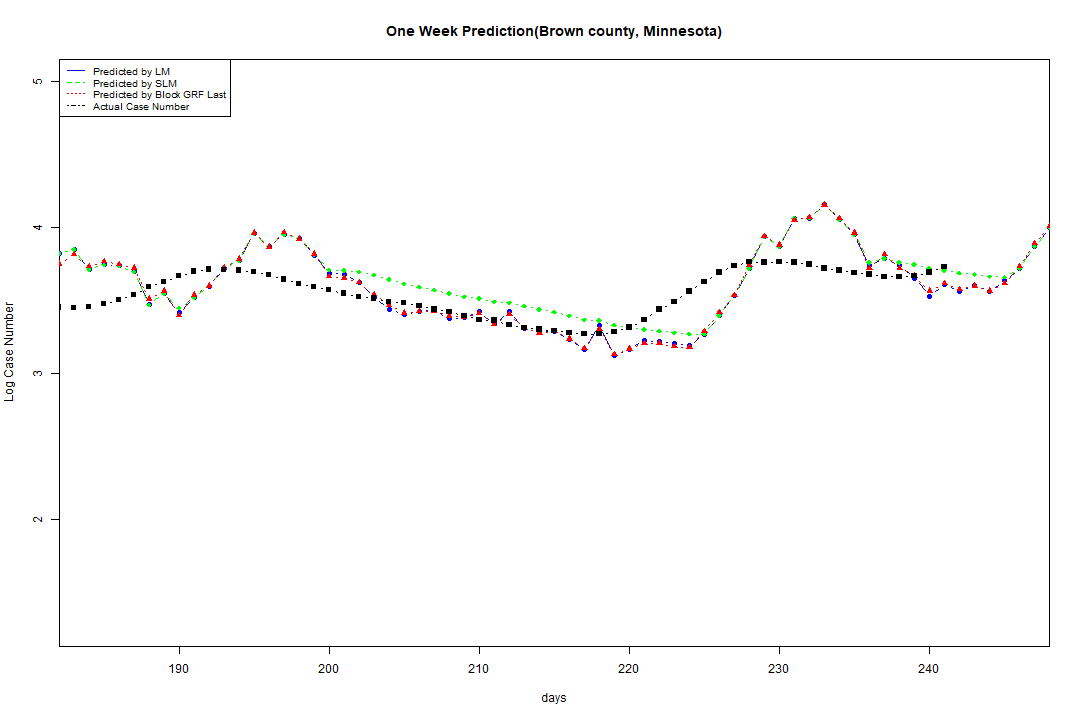 One Week Prediction(Brown county, Minnesota)
Predicted by LM
Predicted by SLM
Predicted by Block GRF Last
Actual Case Number
5
4
3
2
Log Case Number
190 200 210 220 230 240
days